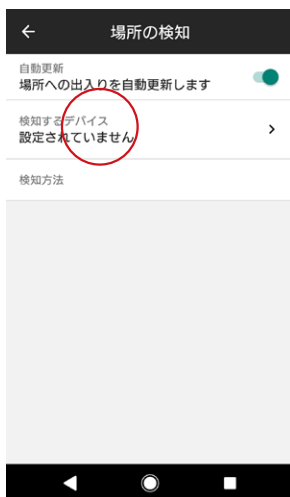 場所の検知
自動更新
場所への出入りを自動更新します
検知するデバイス
設定されていません
検知方法